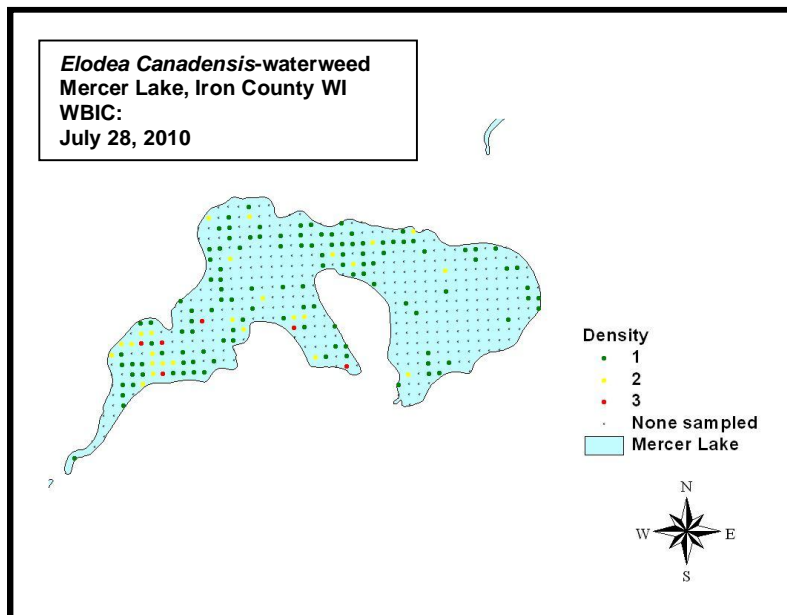 Elodea Canadensis-waterweed
Mercer Lake, Iron County WI
WBIC:
July 28, 2010
Density
1
2
3
None sampled
Mercer Lake
N
W E
S